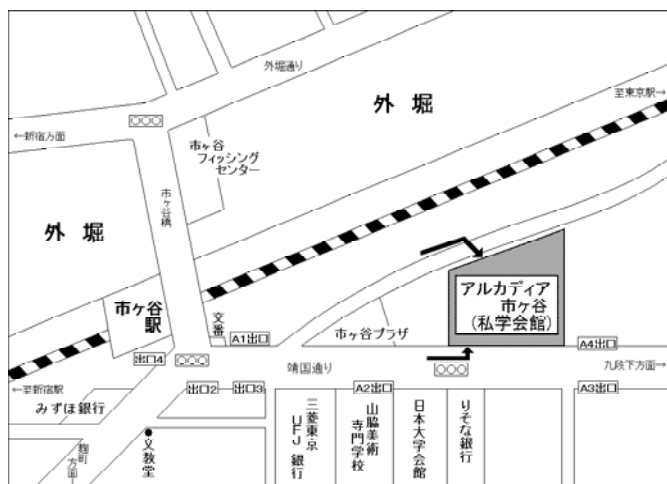 外堀通り
外 堀
至東京駅→
←新宿方面
市ヶ谷
フィッシング
センター
市ヶ谷橋
外 堀
アルカディア
市ヶ谷
(私学会館)
市ヶ谷
駅
交番
A1出口
市ヶ谷プラザ
A4出口
出口4
靖国通り
九段下方面→
←至新宿駅
出口2
出口3
A2出口
A3出口
みずほ銀行
麹町
方面
文教堂
三菱東京
UFJ銀行
山脇美術
専門学校
日本大学会館
りそな銀行